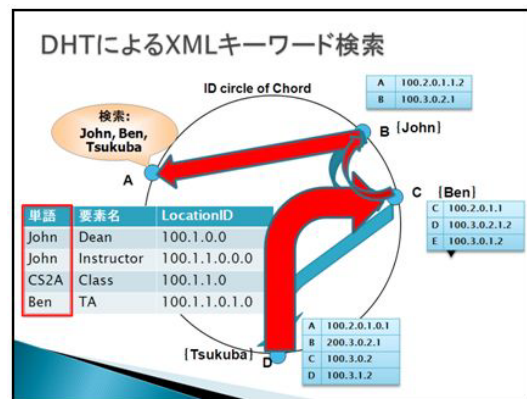 DHTによるXMLキーワード検索
ID circle of Chord
検索:
John, Ben,
Tsukuba
A
A 100.2.0.1.1.2
B 100.3.0.2.1
B [John]
C [Ben]
C 100.2.0.1.1
D 100.3.0.2.1.2
E 100.3.0.1.2
単語 要素名 LocationID
John Dean 100.1.0.0
John Instructor 100.1.1.0.0.0
CS2A Class 100.1.1.0
Ben TA 100.1.1.0.1.0
[Tsukuba]
D
A 100.2.0.1.0.1
B 200.3.0.2.1
C 100.3.0.2
D 100.3.1.2